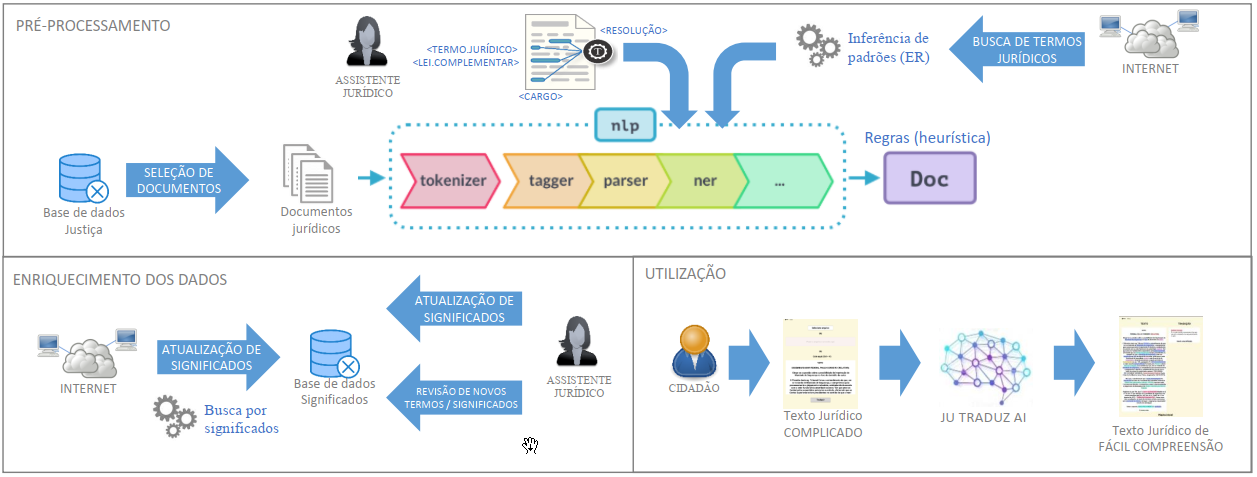 PRÉ-PROCESSAMENTO
ASSISTENTE
JURÍDICO
<TERMO.JURÍDICO>
<LEI.COMPLEMENTAR>
<RESOLUÇÃO>
T
<CARGO>
Inferência de
padrões (ER)
BUSCA DE TERMOS
JURÍDICOS
INTERNET
Base de dados
Justiça
SELEÇÃO DE
DOCUMENTOS
Documentos
jurídicos
nlp
tokenizer
tagger
parser
ner
...
Regras (heurística)
Doc
ENRIQUECIMENTO DOS DADOS
INTERNET
ATUALIZAÇÃO DE
SIGNIFICADOS
Busca por
significados
Base de dados
Significados
ATUALIZAÇÃO DE
SIGNIFICADOS
REVISÃO DE NOVOS
TERMOS / SIGNIFICADOS
ASSISTENTE
JURÍDICO
UTILIZAÇÃO
CIDADÃO
Texto Jurídico
COMPLICADO
JU TRADUZ AI
Texto Jurídico de
FÁCIL COMPREENSÃO